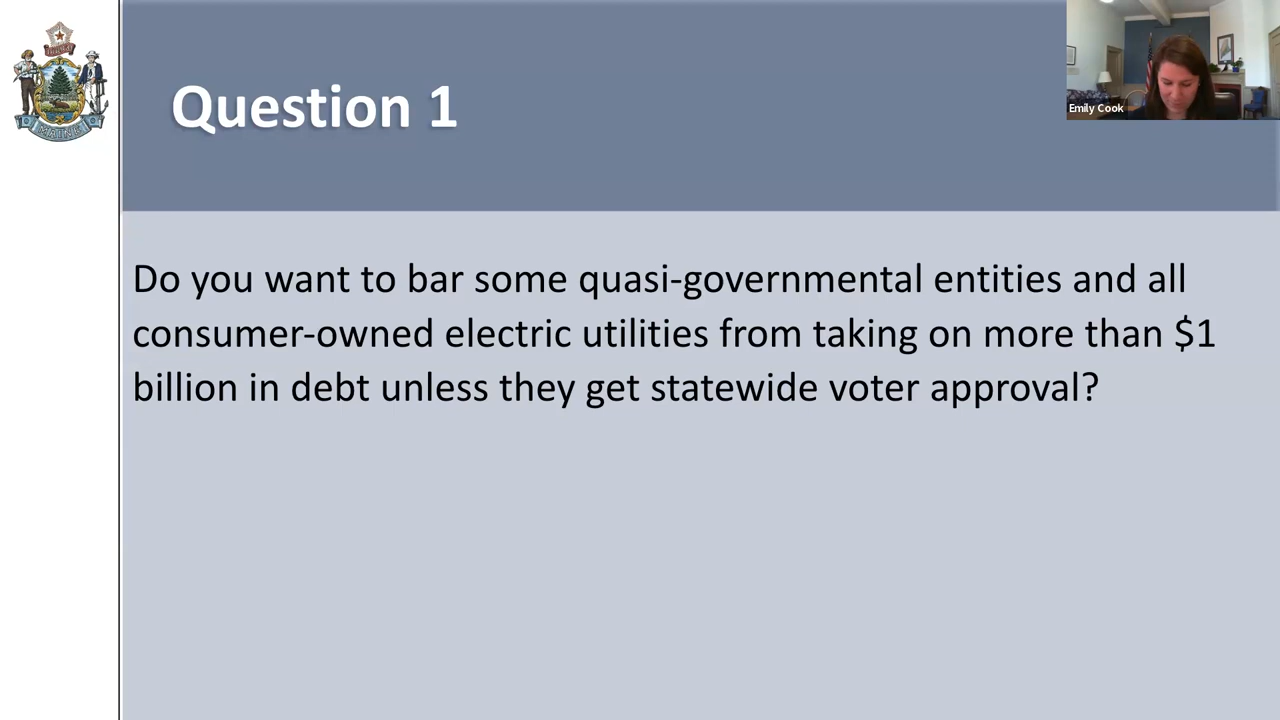 Question 1
Emily Cook
Do you want to bar some quasi-governmental entities and all
consumer-owned electric utilities from taking on more than $1
billion in debt unless they get statewide voter approval?
MAINE